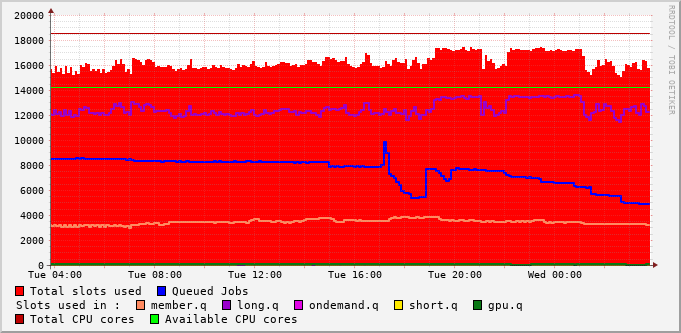 20000
18000
16000
14000
12000
10000
8000
6000
4000
2000
0
Tue 04:00 Tue 08:00 Tue 12:00 Tue 16:00 Tue 20:00 Wed 00:00
Total slots used Queued Jobs
Slots used in : member.q long.q ondemand.q short.q gpu.q
Total CPU cores Available CPU cores
RRDTOOL / TOBI OETIKER